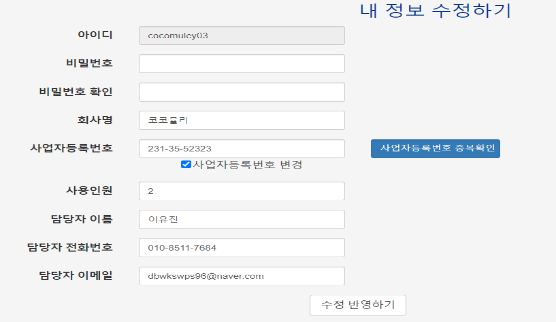 내 정보 수정하기
아이디 cocomuley03
비밀번호
비밀번호 확인
회사명 코코뮬리
사업자등록번호 231-35-52323 사업자등록번호 중복확인
사업자등록번호 변경
사용인원 2
담당자 이름 이유진
담당자 전화번호 010-8511-7684
담당자 이메일 dbwkswps96@naver.com
수정 반영하기